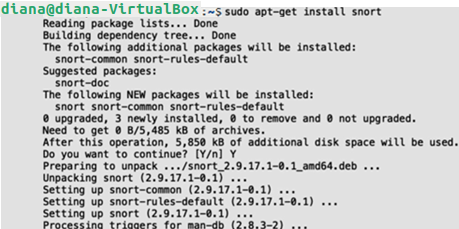 diana@diana-VirtualBox:~$ sudo apt-get install snort
Reading package lists... Done
Building dependency tree... Done
The following additional packages will be installed:
snort-common snort-rules-default
Suggested packages:
snort-doc
The following NEW packages will be installed:
snort snort-common snort-rules-default
0 upgraded, 3 newly installed, 0 to remove and 0 not upgraded.
Need to get 0 B/5,485 kB of archives.
After this operation, 5,850 kB of additional disk space will be used.
Do you want to continue? [Y/n] Y
Preparing to unpack .../snort_2.9.17.1-0.1_amd64.deb ...
Unpacking snort (2.9.17.1-0.1) ...
Setting up snort-common (2.9.17.1-0.1) ...
Setting up snort-rules-default (2.9.17.1-0.1) ...
Setting up snort (2.9.17.1-0.1) ...
Processing triggers for man-db (2.8.3-2) ...